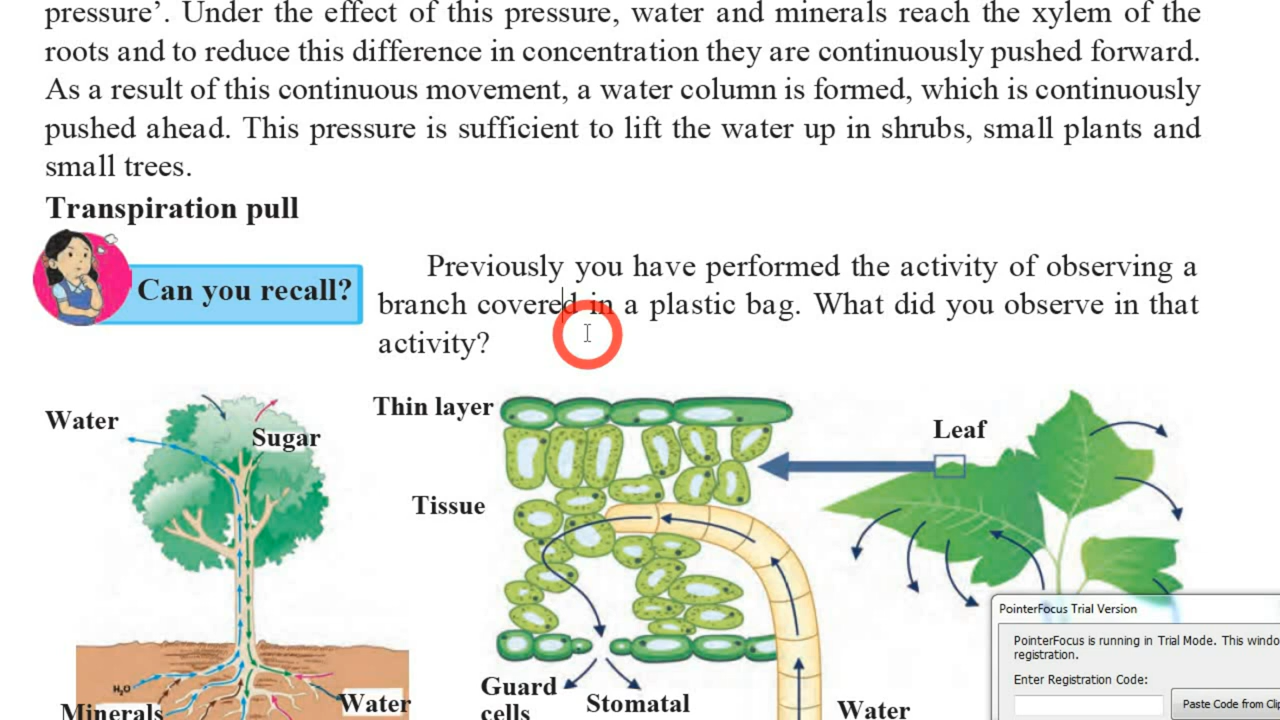 pressure’. Under the effect of this pressure, water and minerals reach the xylem of the
roots and to reduce this difference in concentration they are continuously pushed forward.
As a result of this continuous movement, a water column is formed, which is continuously
pushed ahead. This pressure is sufficient to lift the water up in shrubs, small plants and
small trees.
Transpiration pull
Can you recall?
Previously you have performed the activity of observing a
branch covered in a plastic bag. What did you observe in that
activity?
Water
Sugar
H₂O
Minerals
Water
Thin layer
Tissue
Guard
cells
Stomatal
Water
Leaf
PointerFocus Trial Version
PointerFocus is running in Trial Mode. This windo
registration.
Enter Registration Code:
Paste Code from Clip